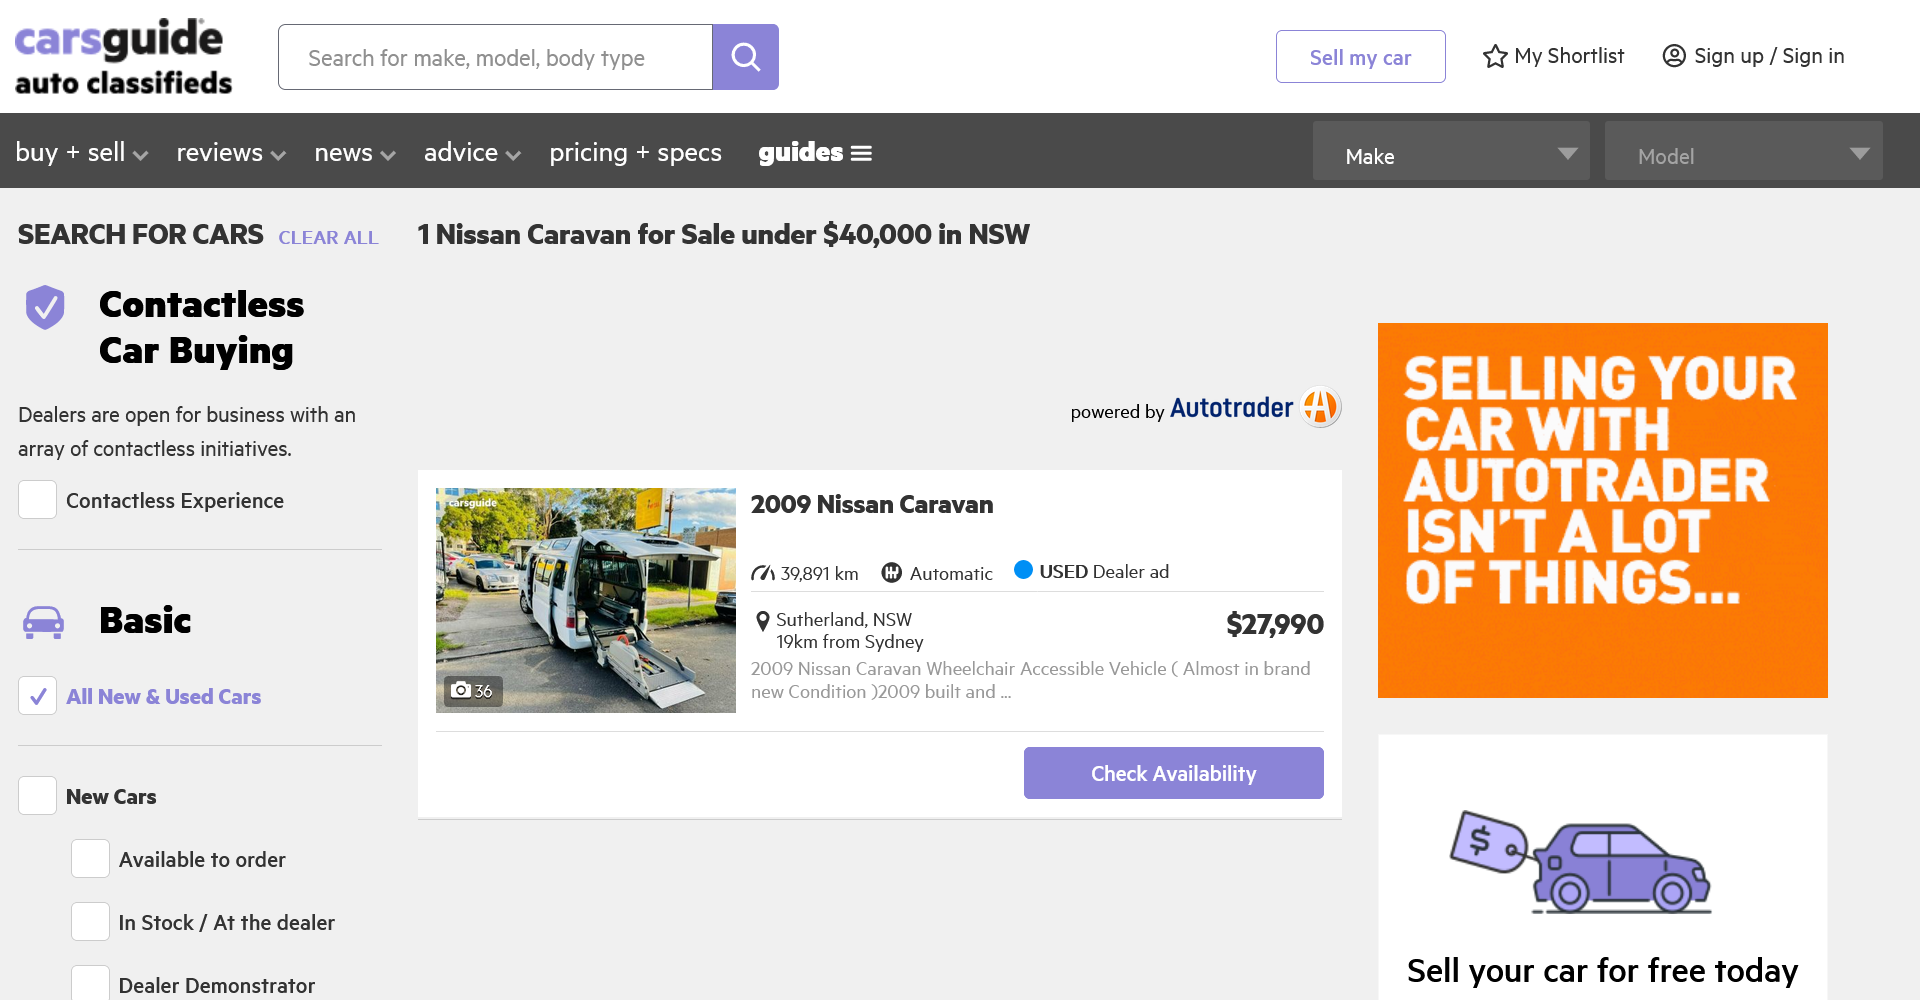 carsguide
auto classifieds
Search for make, model, body type
Sell my car
My Shortlist
Sign up / Sign in
buy + sell
reviews
news
advice
pricing + specs
guides
Make
Model
SEARCH FOR CARS
CLEAR ALL
1 Nissan Caravan for Sale under $40,000 in NSW
Contactless
Car Buying
Dealers are open for business with an
array of contactless initiatives.
Contactless Experience
Basic
All New & Used Cars
New Cars
Available to order
In Stock / At the dealer
Dealer Demonstrator
powered by Autotrader
carsguide
36
2009 Nissan Caravan
39,891 km
Automatic
USED Dealer ad
Sutherland, NSW
19km from Sydney
$27,990
2009 Nissan Caravan Wheelchair Accessible Vehicle ( Almost in brand
new Condition )2009 built and ...
Check Availability
SELLING YOUR
CAR WITH
AUTOTRADER
ISN'T A LOT
OF THINGS...
$
Sell your car for free today